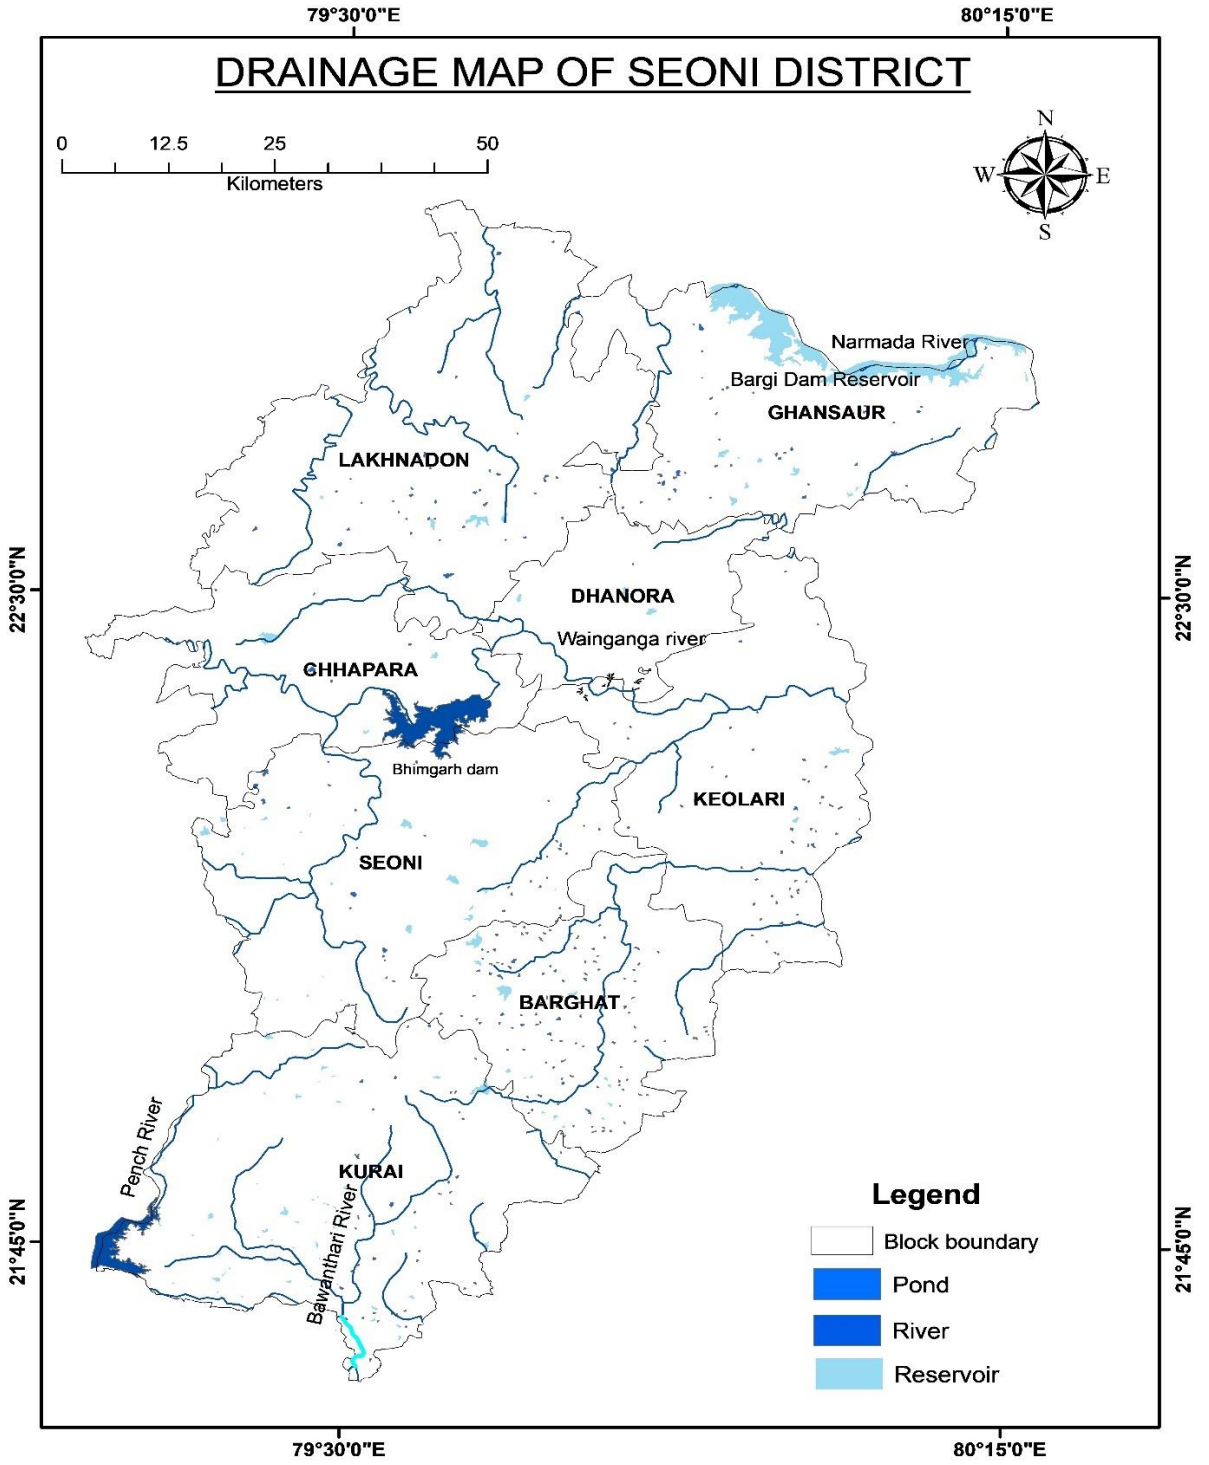 79°30'0"E
80°15'0"E
DRAINAGE MAP OF SEONI DISTRICT
0 12.5 25 50
Kilometers
N
W E
S
Narmada River
Bargi Dam Reservoir
GHANSAUR
LAKHNADON
22°30'0"N
22°30'0"N
DHANORA
Wainganga river
CHHAPARA
Bhimgarh dam
KEOLARI
SEONI
BARGHAT
Pench River
KURAI
Bawanthari River
21°45'0"N
21°45'0"N
Legend
Block boundary
Pond
River
Reservoir
79°30'0"E
80°15'0"E